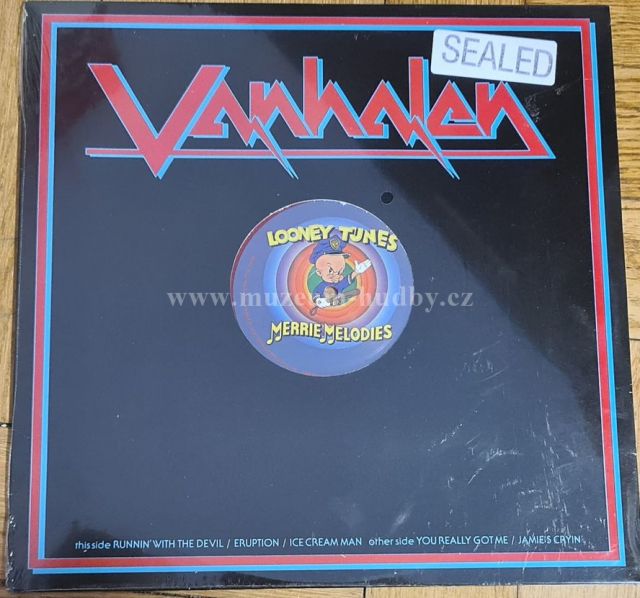 SEALED
Vanhalen
LOONEY TUNES
www.muzeum-hudby.cz
MERRIE MELODIES
this side RUNNIN' WITH THE DEVIL / ERUPTION / ICE CREAM MAN other side YOU REALLY GOT ME / JAMIE'S CRYIN'